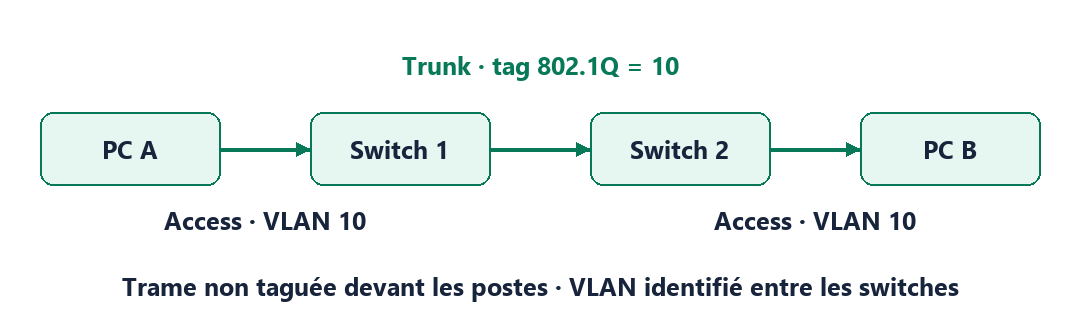 Trunk · tag 802.1Q = 10
PC A
Switch 1
Switch 2
PC B
Access · VLAN 10
Access · VLAN 10
Trame non taguée devant les postes · VLAN identifié entre les switches